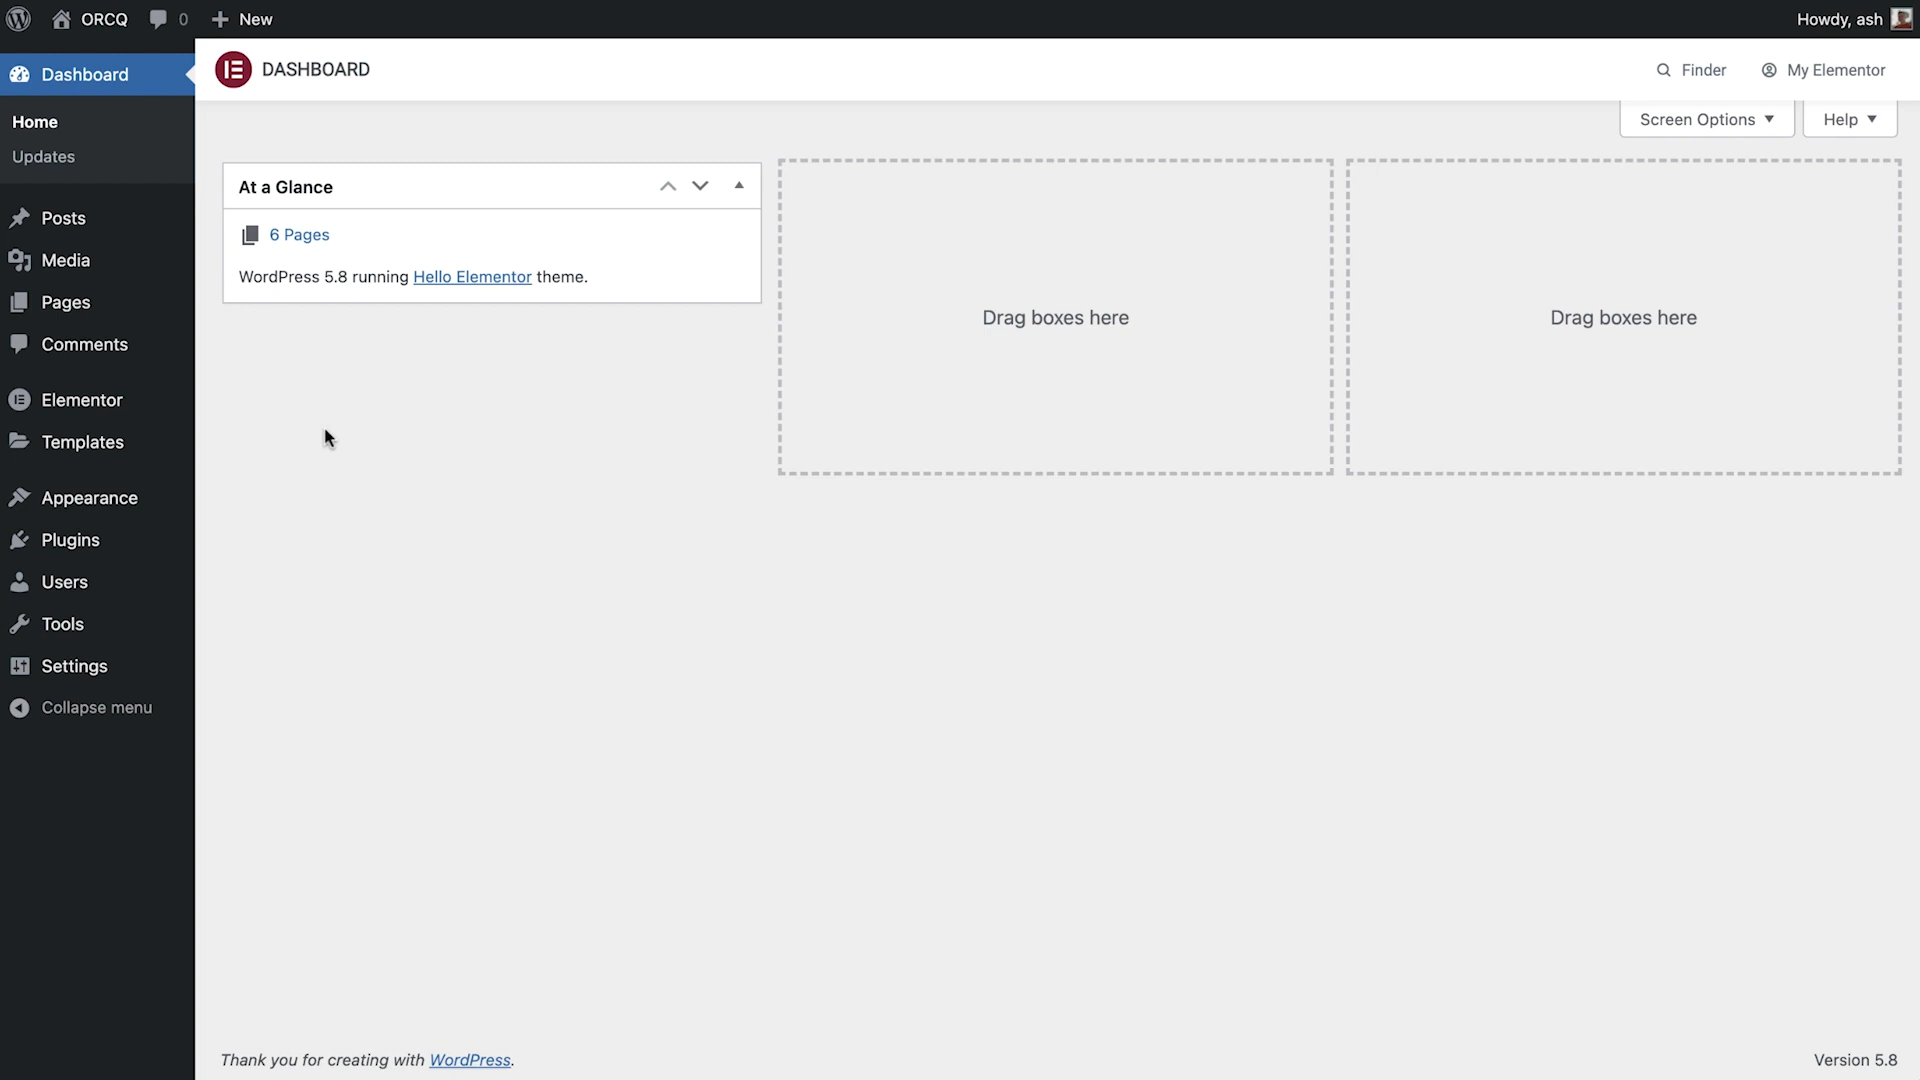 ORCQ
0
New
Howdy, ash
Dashboard
DASHBOARD
Finder
My Elementor
Screen Options
Help
Home
Updates
Posts
Media
Pages
Comments
Elementor
Templates
Appearance
Plugins
Users
Tools
Settings
Collapse menu
At a Glance
6 Pages
WordPress 5.8 running Hello Elementor theme.
Drag boxes here
Drag boxes here
Thank you for creating with WordPress.
Version 5.8